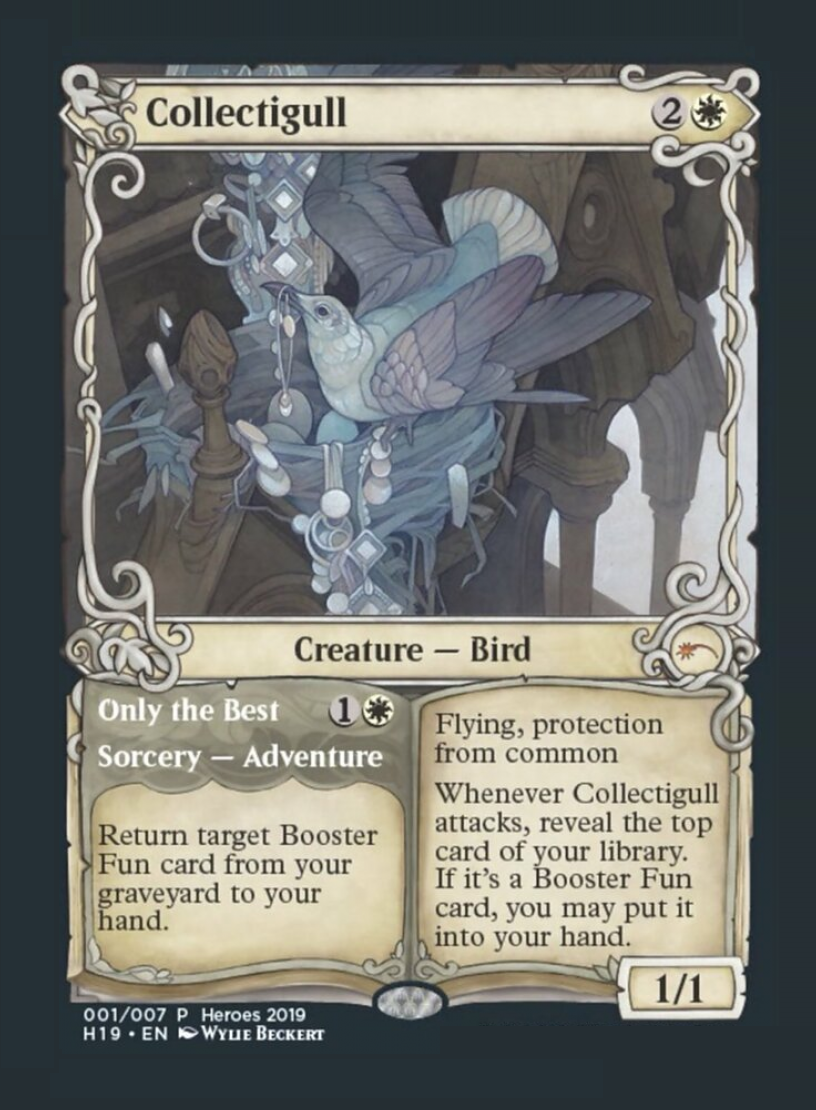 Collectigull 2
Creature — Bird
Only the Best 1
Sorcery — Adventure
Return target Booster
Fun card from your
graveyard to your
hand.
Flying, protection
from common
Whenever Collectigull
attacks, reveal the top
card of your library.
If it's a Booster Fun
card, you may put it
into your hand.
1/1
001/007 P Heroes 2019
H19 • EN Wylie Beckert